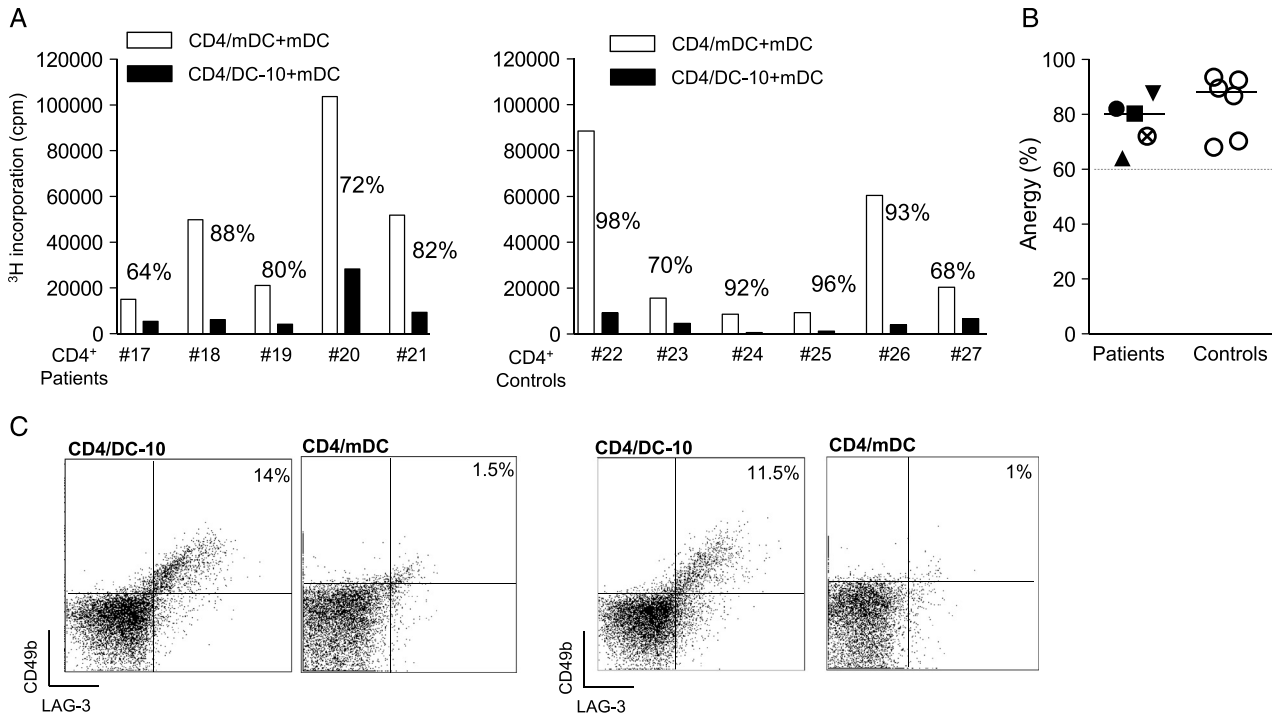 A
CD4/mDC+mDC
CD4/DC-10+mDC
³H incorporation (cpm)
120000
100000
80000
60000
40000
20000
0
64%
88%
80%
72%
82%
CD4⁺ Patients
#17 #18 #19 #20 #21
CD4/mDC+mDC
CD4/DC-10+mDC
120000
100000
80000
60000
40000
20000
0
98%
70%
92%
96%
93%
68%
CD4⁺ Controls
#22 #23 #24 #25 #26 #27
B
Anergy (%)
100
80
60
40
20
0
Patients Controls
C
CD4/DC-10
14%
CD4/mDC
1.5%
CD49b
LAG-3
CD4/DC-10
11.5%
CD4/mDC
1%
CD49b
LAG-3